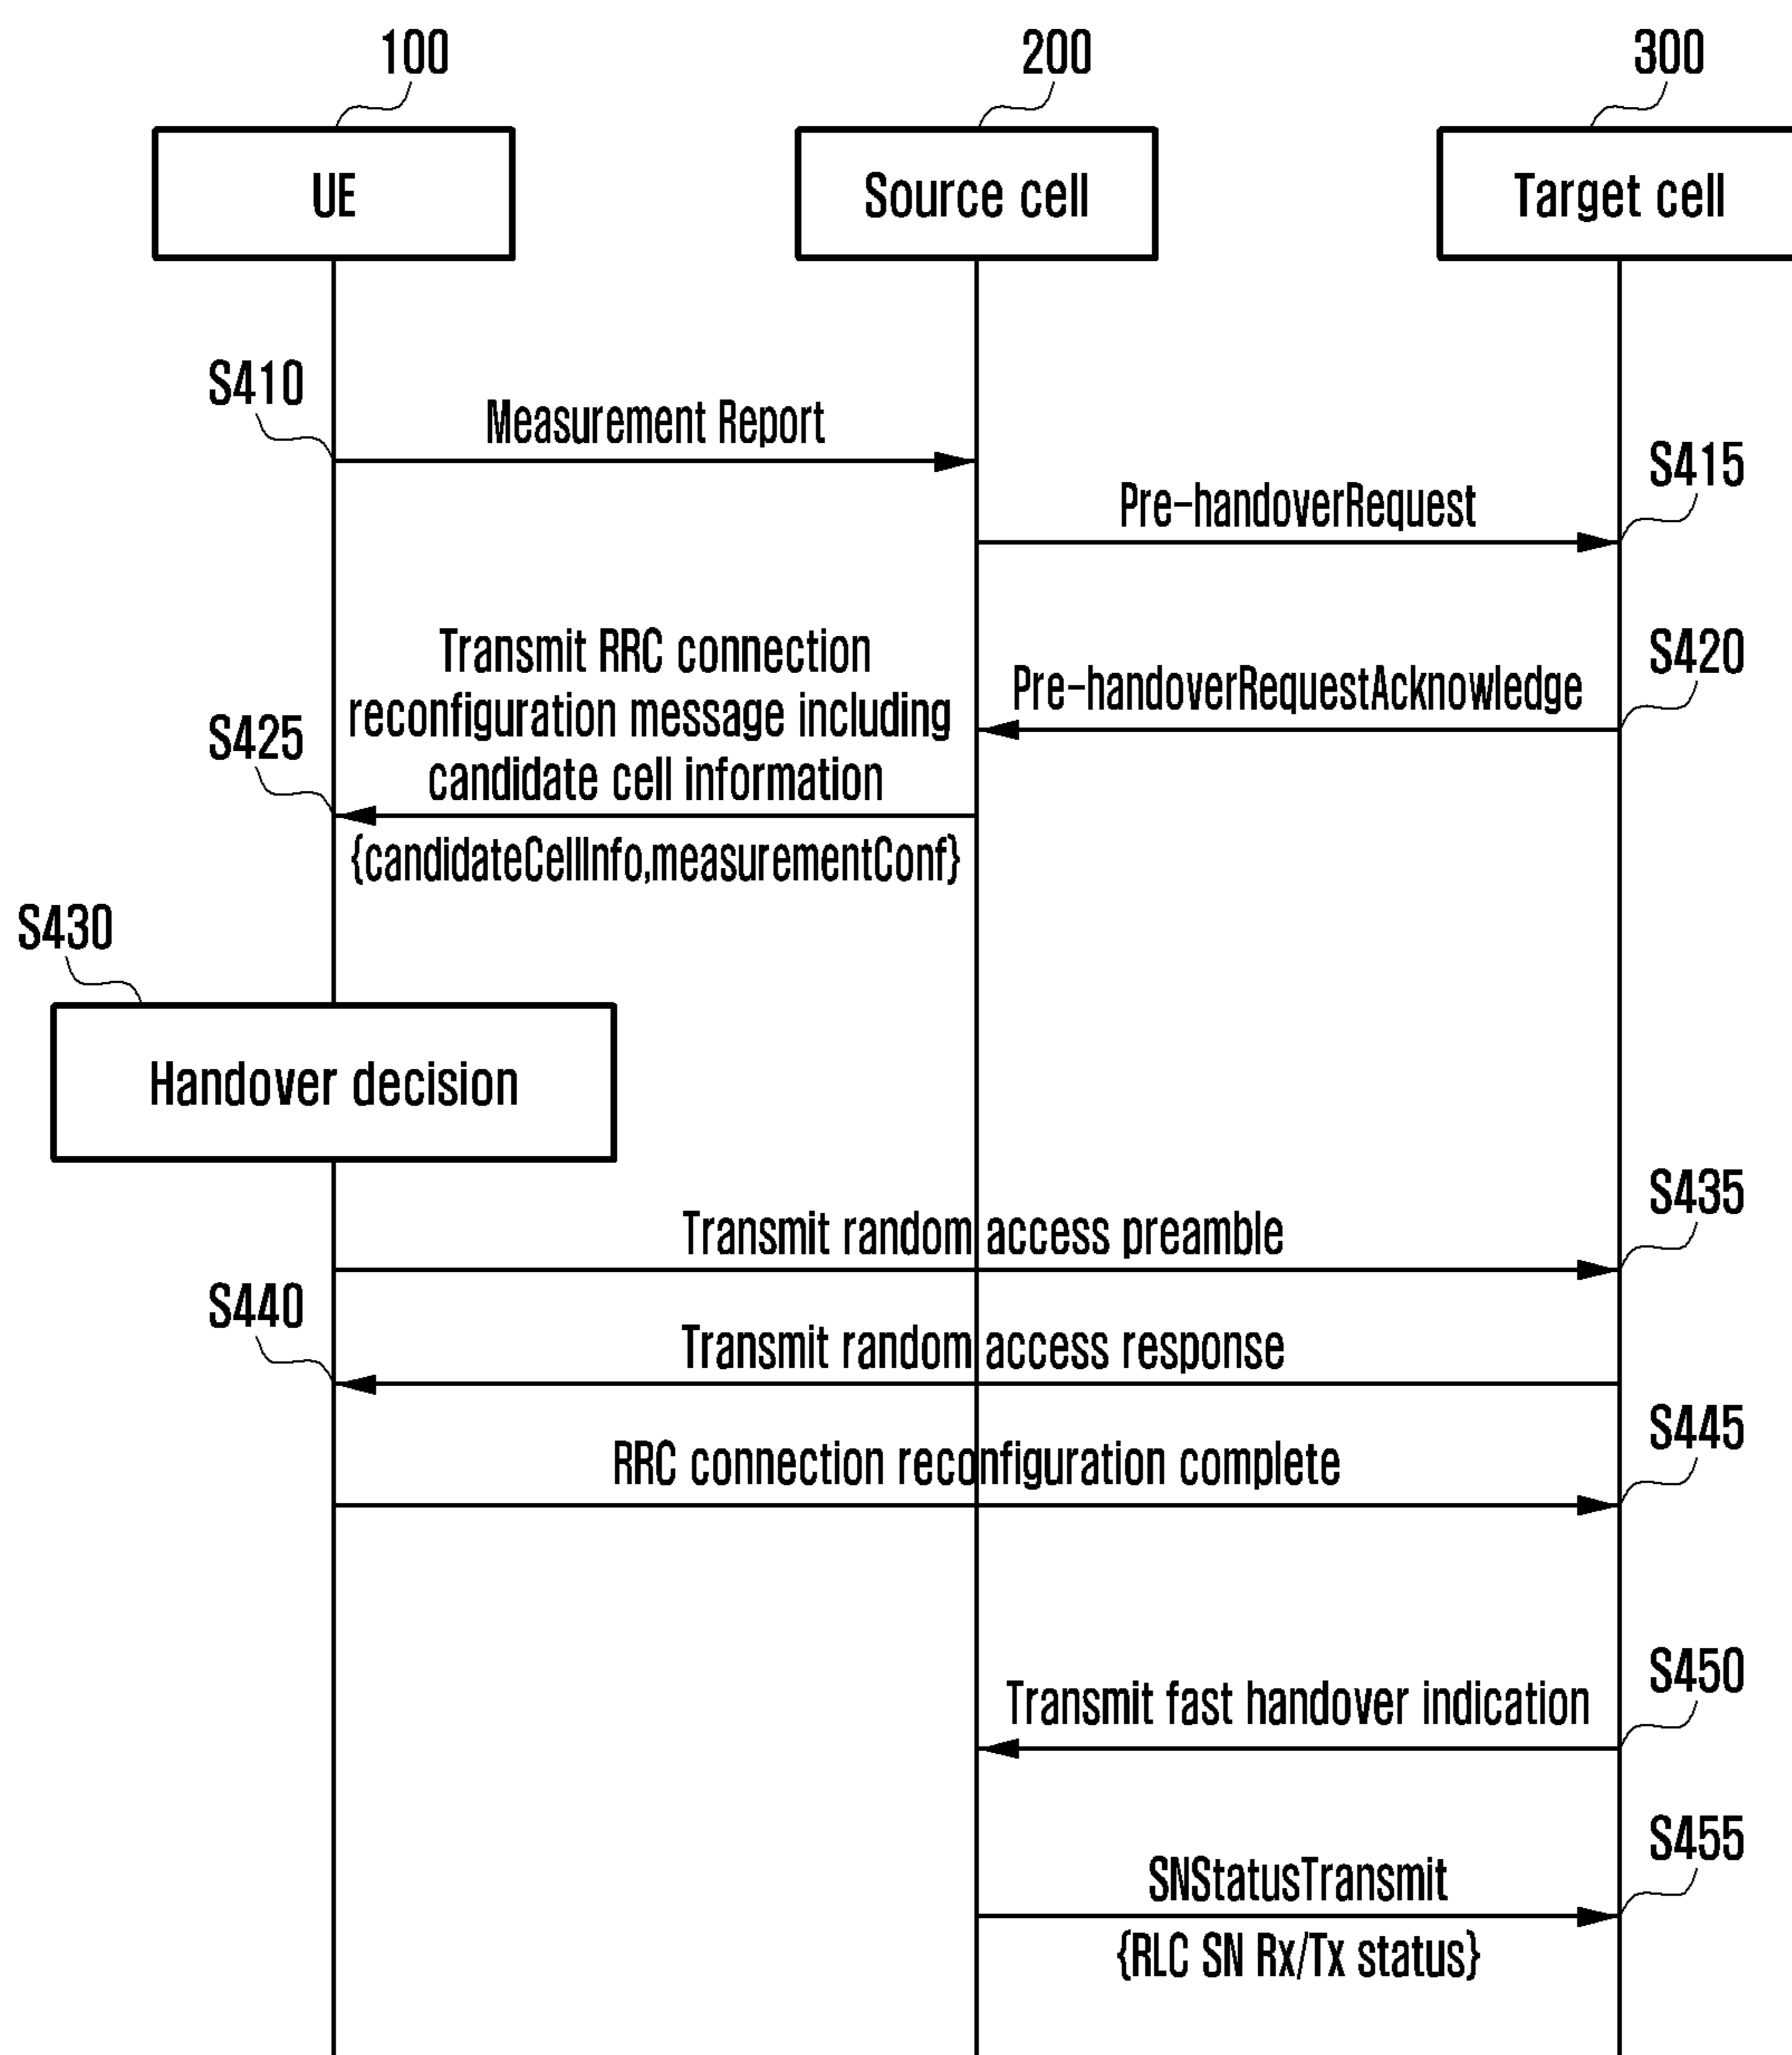 100
200
300
UE
Source cell
Target cell
S410
Measurement Report
S415
Pre-handoverRequest
Transmit RRC connection
reconfiguration message including
candidate cell information
S420
Pre-handoverRequestAcknowledge
S425
{candidateCellInfo,measurementConf}
S430
Handover decision
S435
Transmit random access preamble
S440
Transmit random access response
S445
RRC connection reconfiguration complete
S450
Transmit fast handover indication
S455
SNStatusTransmit
{RLC SN Rx/Tx status}